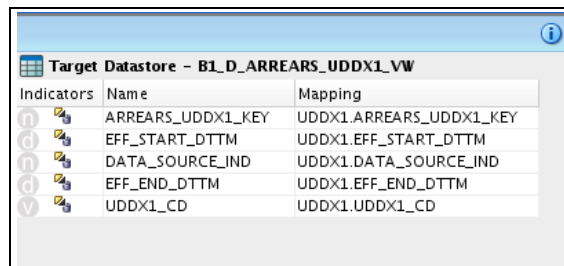 Target Datastore - B1_D_ARREARS_UDDX1_VW
Indicators Name Mapping
n ARREARS_UDDX1_KEY UDDX1.ARREARS_UDDX1_KEY
d EFF_START_DTTM UDDX1.EFF_START_DTTM
n DATA_SOURCE_IND UDDX1.DATA_SOURCE_IND
d EFF_END_DTTM UDDX1.EFF_END_DTTM
v UDDX1_CD UDDX1.UDDX1_CD